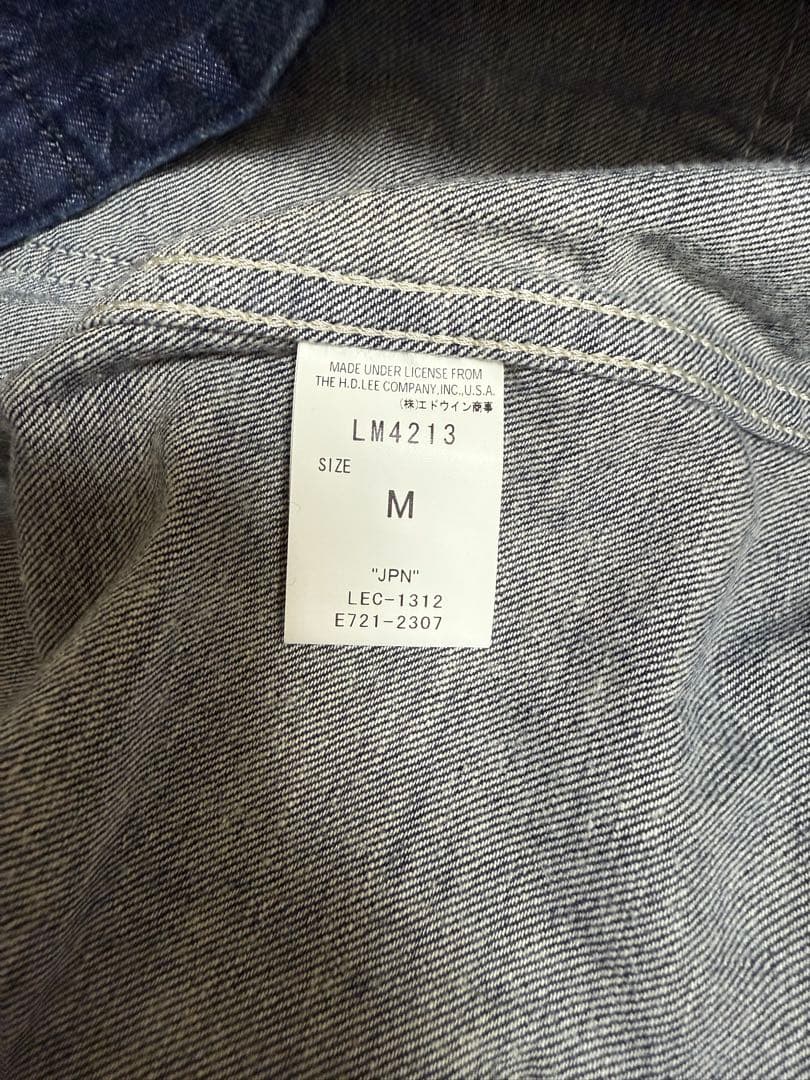 MADE UNDER LICENSE FROM
THE H.D.LEE COMPANY,INC.,U.S.A.
(株)エドウイン商事
LM4213
SIZE
M
"JPN"
LEC-1312
E721-2307